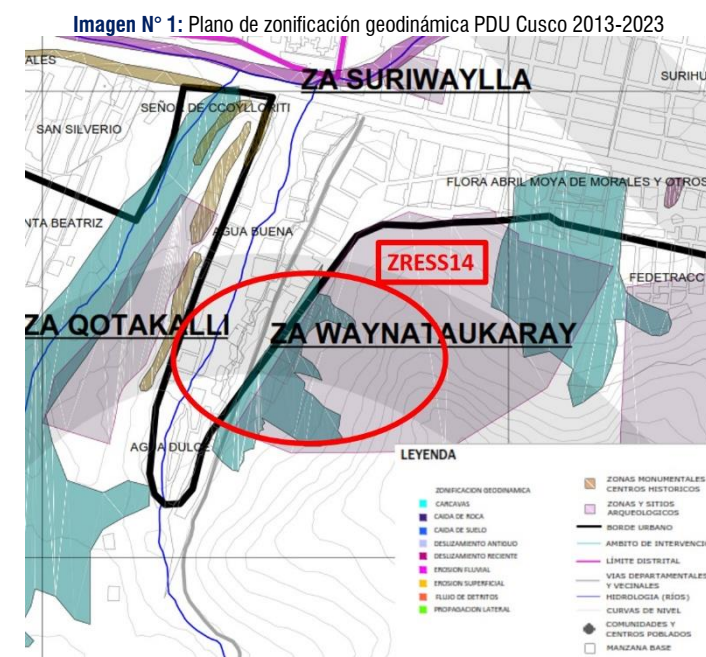 Imagen N° 1: Plano de zonificación geodinámica PDU Cusco 2013-2023
ALES
ZA SURIWAYLLA
SURIHU
SEÑOR DE CCOYLLORITI
SAN SILVERIO
FLORA ABRIL MOYA DE MORALES Y OTROS
NTA BEATRIZ
AGUA BUENA
ZRESS14
FEDETRACC
ZA QOTAKALLI
ZA WAYNATAUKARAY
AGUA DULCE
LEYENDA
ZONIFICACION GEODINAMICA
CARCAVAS
CAIDA DE ROCA
CAIDA DE SUELO
DESLIZAMIENTO ANTIGUO
DESLIZAMIENTO RECIENTE
EROSION FLUVIAL
EROSION SUPERFICIAL
FLUJO DE DETRITOS
PROPAGACION LATERAL
ZONAS MONUMENTALES
CENTROS HISTORICOS
ZONAS Y SITIOS
ARQUEOLOGICOS
BORDE URBANO
AMBITO DE INTERVENCIO
LÍMITE DISTRITAL
VIAS DEPARTAMENTALES
Y VECINALES
HIDROLOGIA (RÍOS)
CURVAS DE NIVEL
COMUNIDADES Y
CENTROS POBLADOS
MANZANA BASE